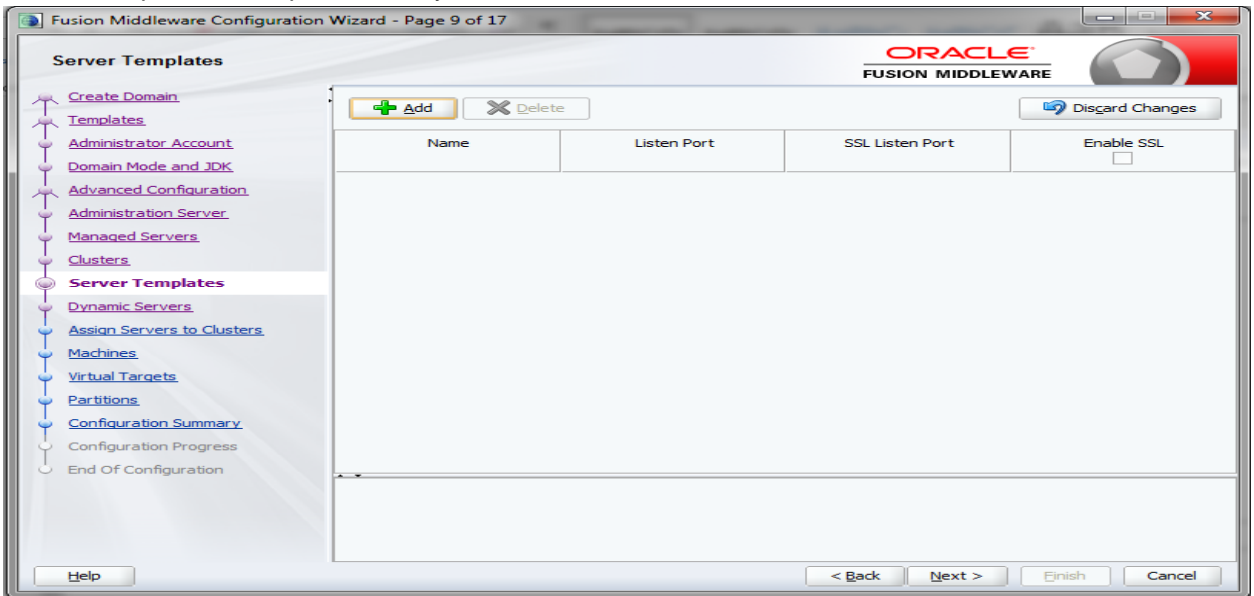 Fusion Middleware Configuration Wizard - Page 9 of 17
Server Templates
ORACLE
FUSION MIDDLEWARE
Create Domain
Templates
Administrator Account
Domain Mode and JDK
Advanced Configuration
Administration Server
Managed Servers
Clusters
Server Templates
Dynamic Servers
Assign Servers to Clusters
Machines
Virtual Targets
Partitions
Configuration Summary
Configuration Progress
End Of Configuration
Add Delete Discard Changes
Name Listen Port SSL Listen Port Enable SSL
Help < Back Next > Finish Cancel